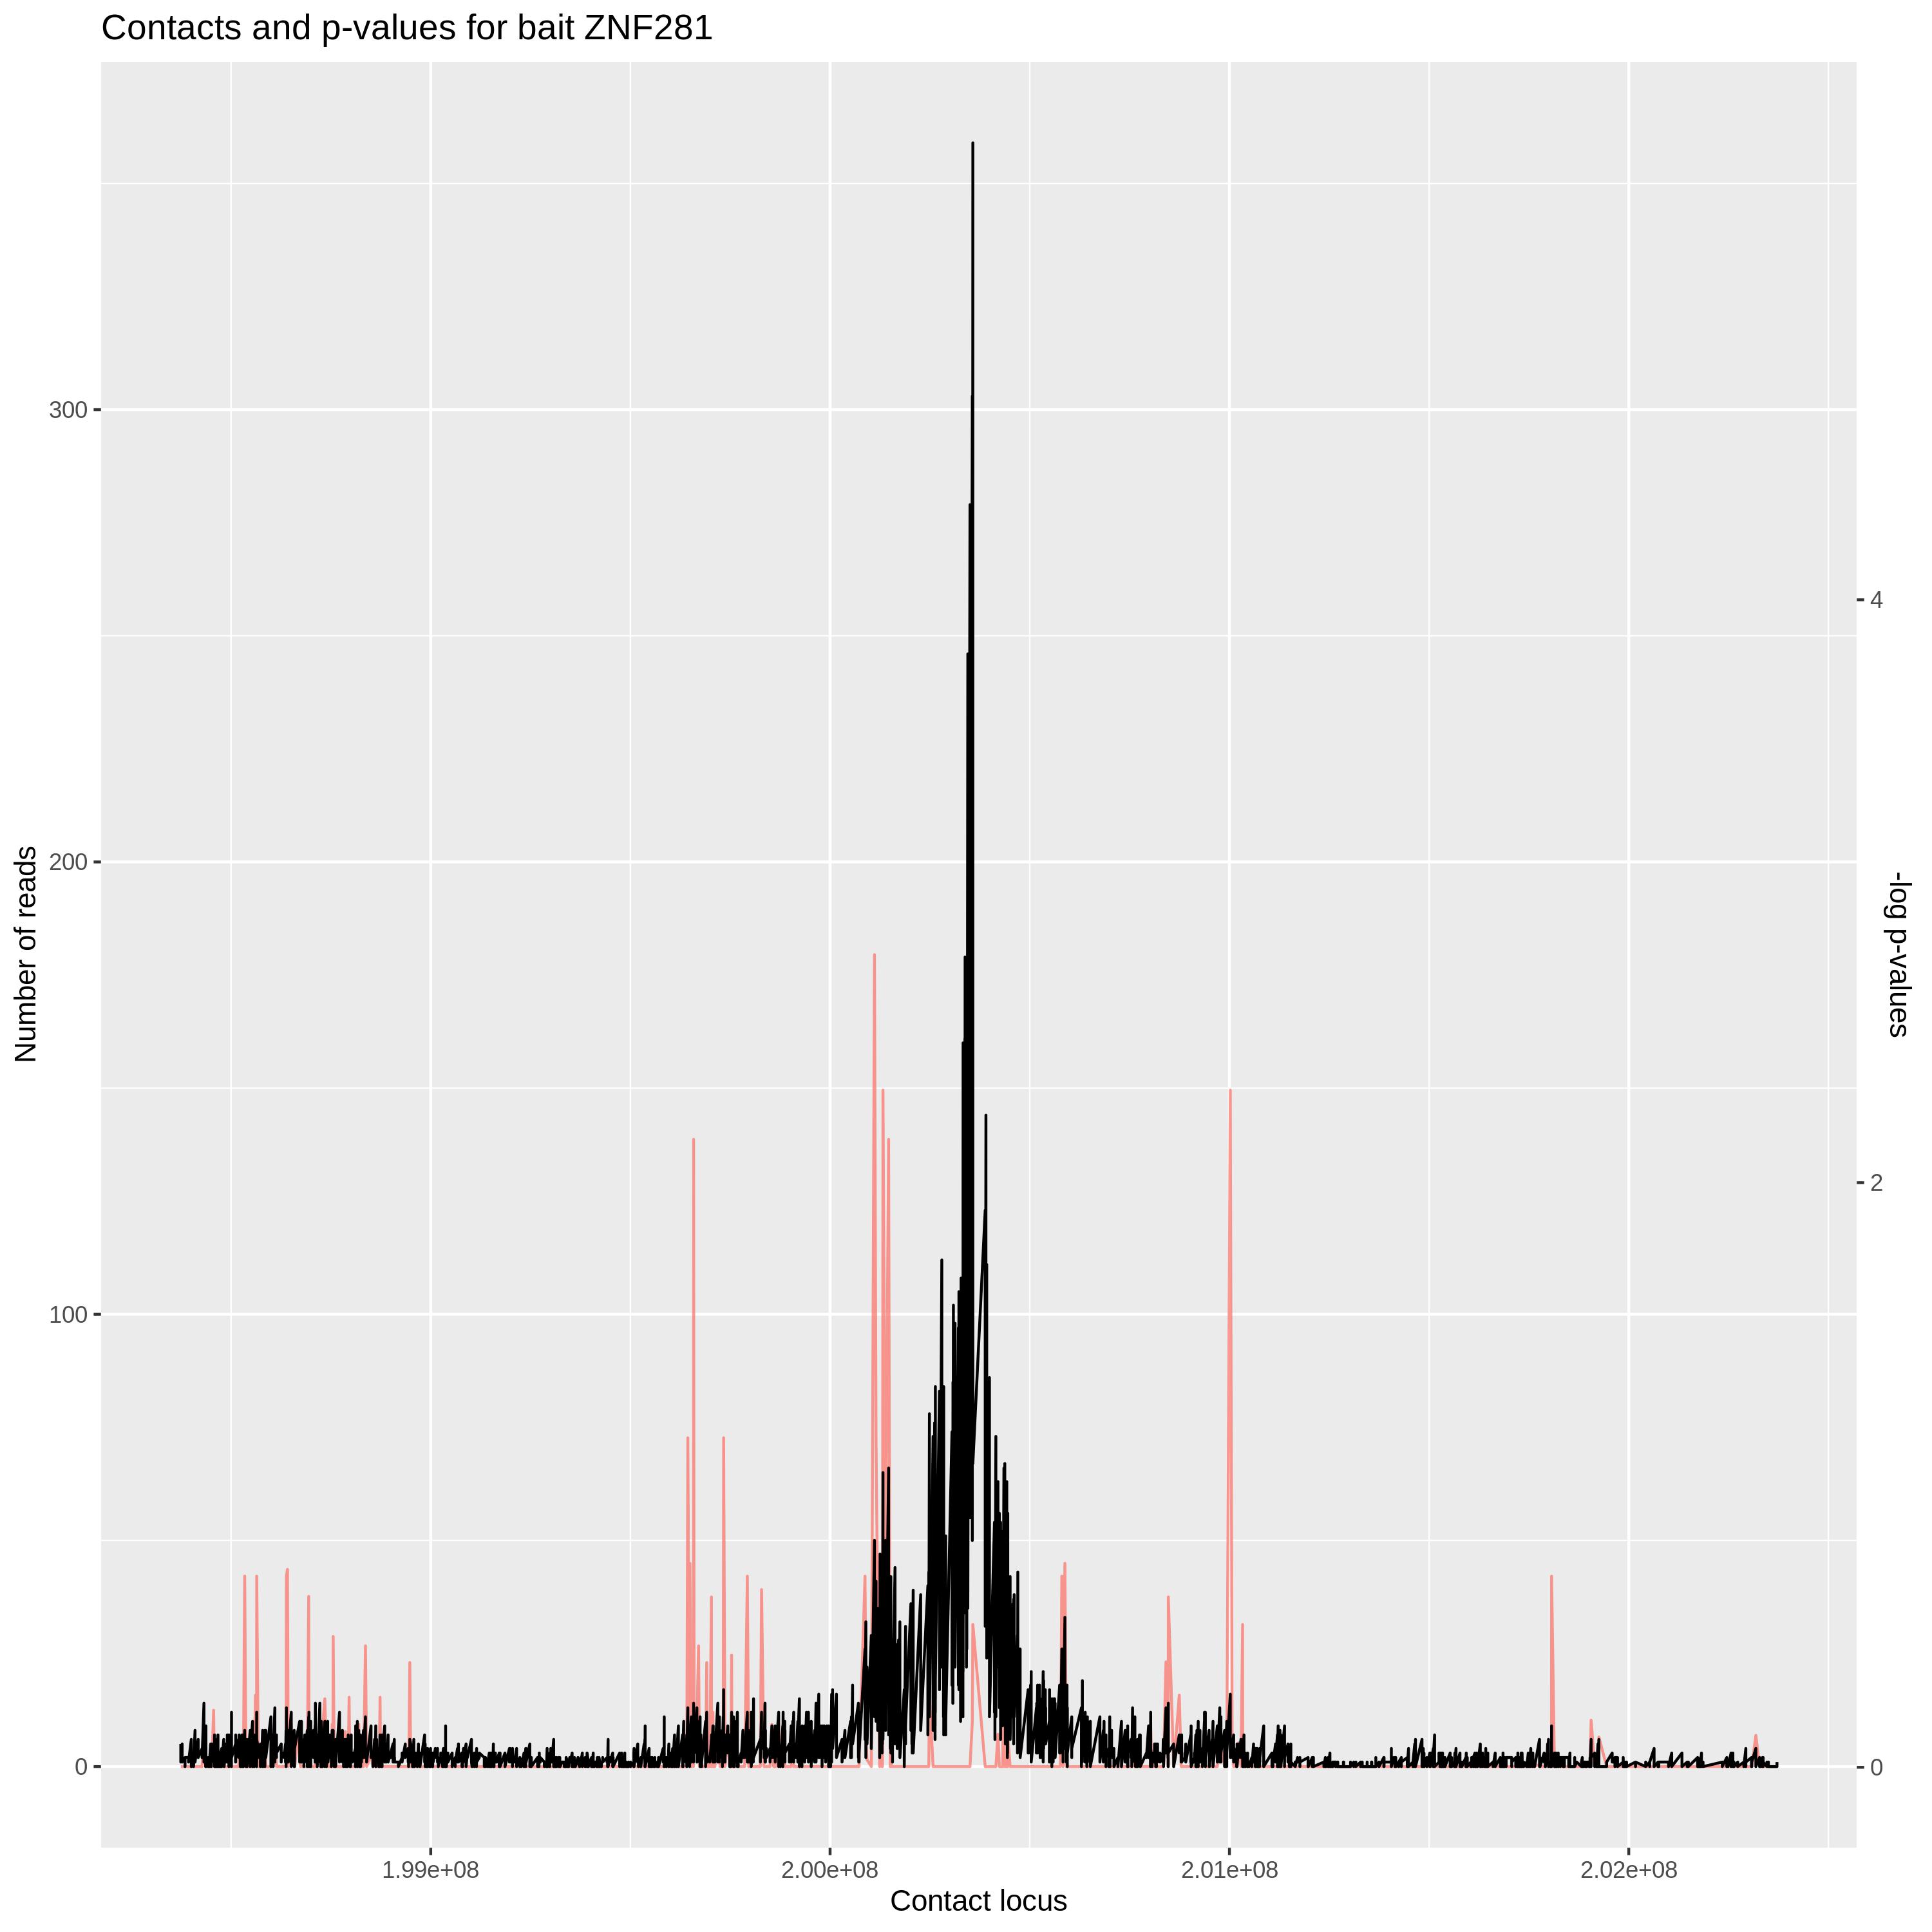 Contacts and p-values for bait ZNF281
Number of reads
300
200
100
0
4
2
0
-log p-values
1.99e+08
2.00e+08
2.01e+08
2.02e+08
Contact locus